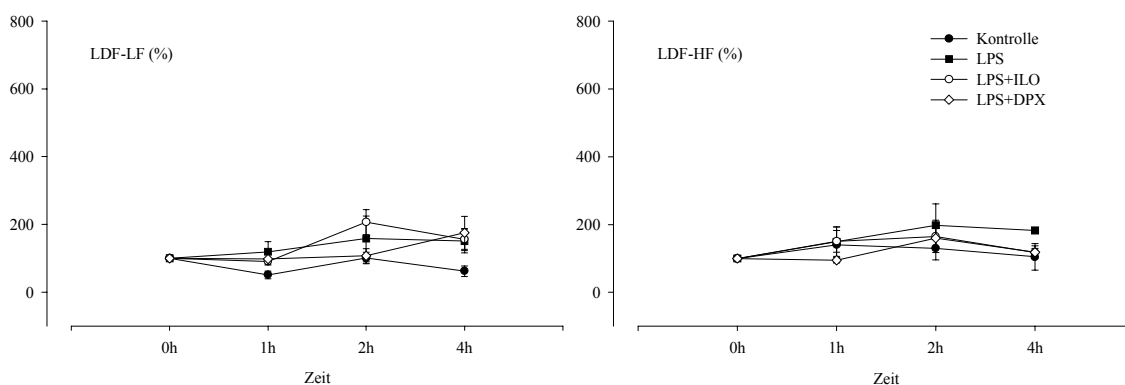 800
LDF-LF (%)
600
400
200
0
0h 1h 2h 4h
Zeit
800
LDF-HF (%)
Kontrolle
LPS
LPS+ILO
LPS+DPX
600
400
200
0
0h 1h 2h 4h
Zeit